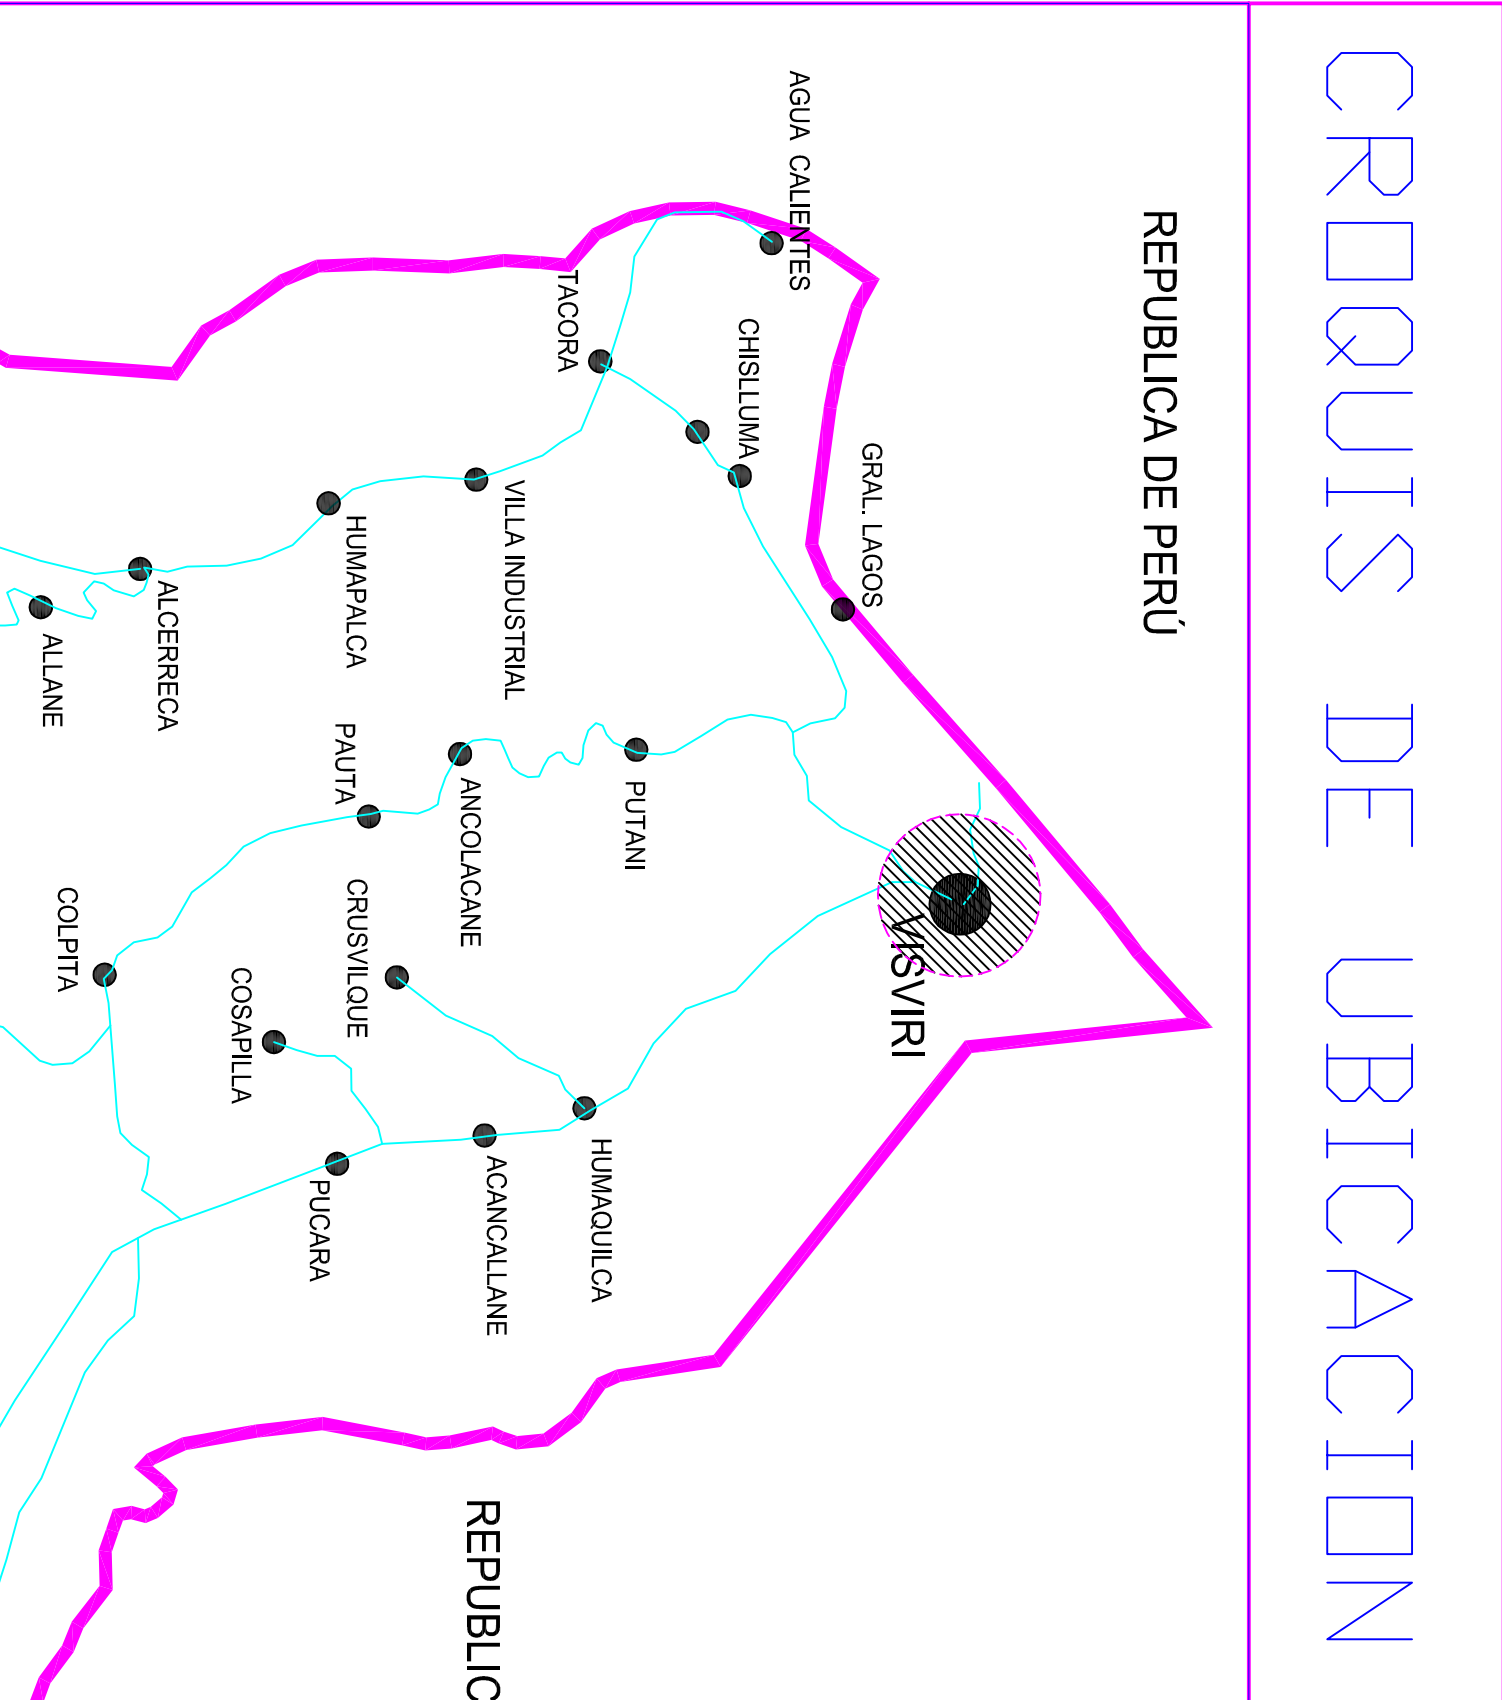 CROQUIS DE UBICACION
REPUBLICA DE PERÚ
VISVIRI
GRAL. LAGOS
AGUA CALIENTES
CHISLLUMA
PUTANI
HUMAQUILCA
TACORA
VILLA INDUSTRIAL
ANCOLACANE
ACANCALLANE
REPUBLIC
HUMAPALCA
PAUTA
CRUSVILQUE
PUCARA
COSAPILLA
ALCERRECA
COLPITA
ALLANE